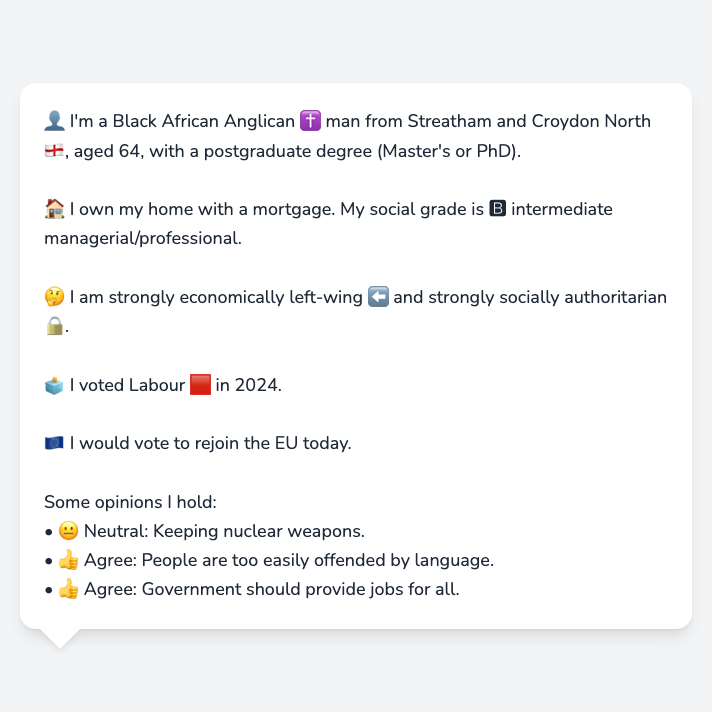 👤 I'm a Black African Anglican ✝️ man from Streatham and Croydon North
🏴󠁧󠁢󠁥󠁮󠁧󠁿, aged 64, with a postgraduate degree (Master's or PhD).
🏠 I own my home with a mortgage. My social grade is 🅱 intermediate
managerial/professional.
🤔 I am strongly economically left-wing ⬅️ and strongly socially authoritarian
🔒.
🗳️ I voted Labour 🟥 in 2024.
🇪🇺 I would vote to rejoin the EU today.
Some opinions I hold:
• 😐 Neutral: Keeping nuclear weapons.
• 👍 Agree: People are too easily offended by language.
• 👍 Agree: Government should provide jobs for all.